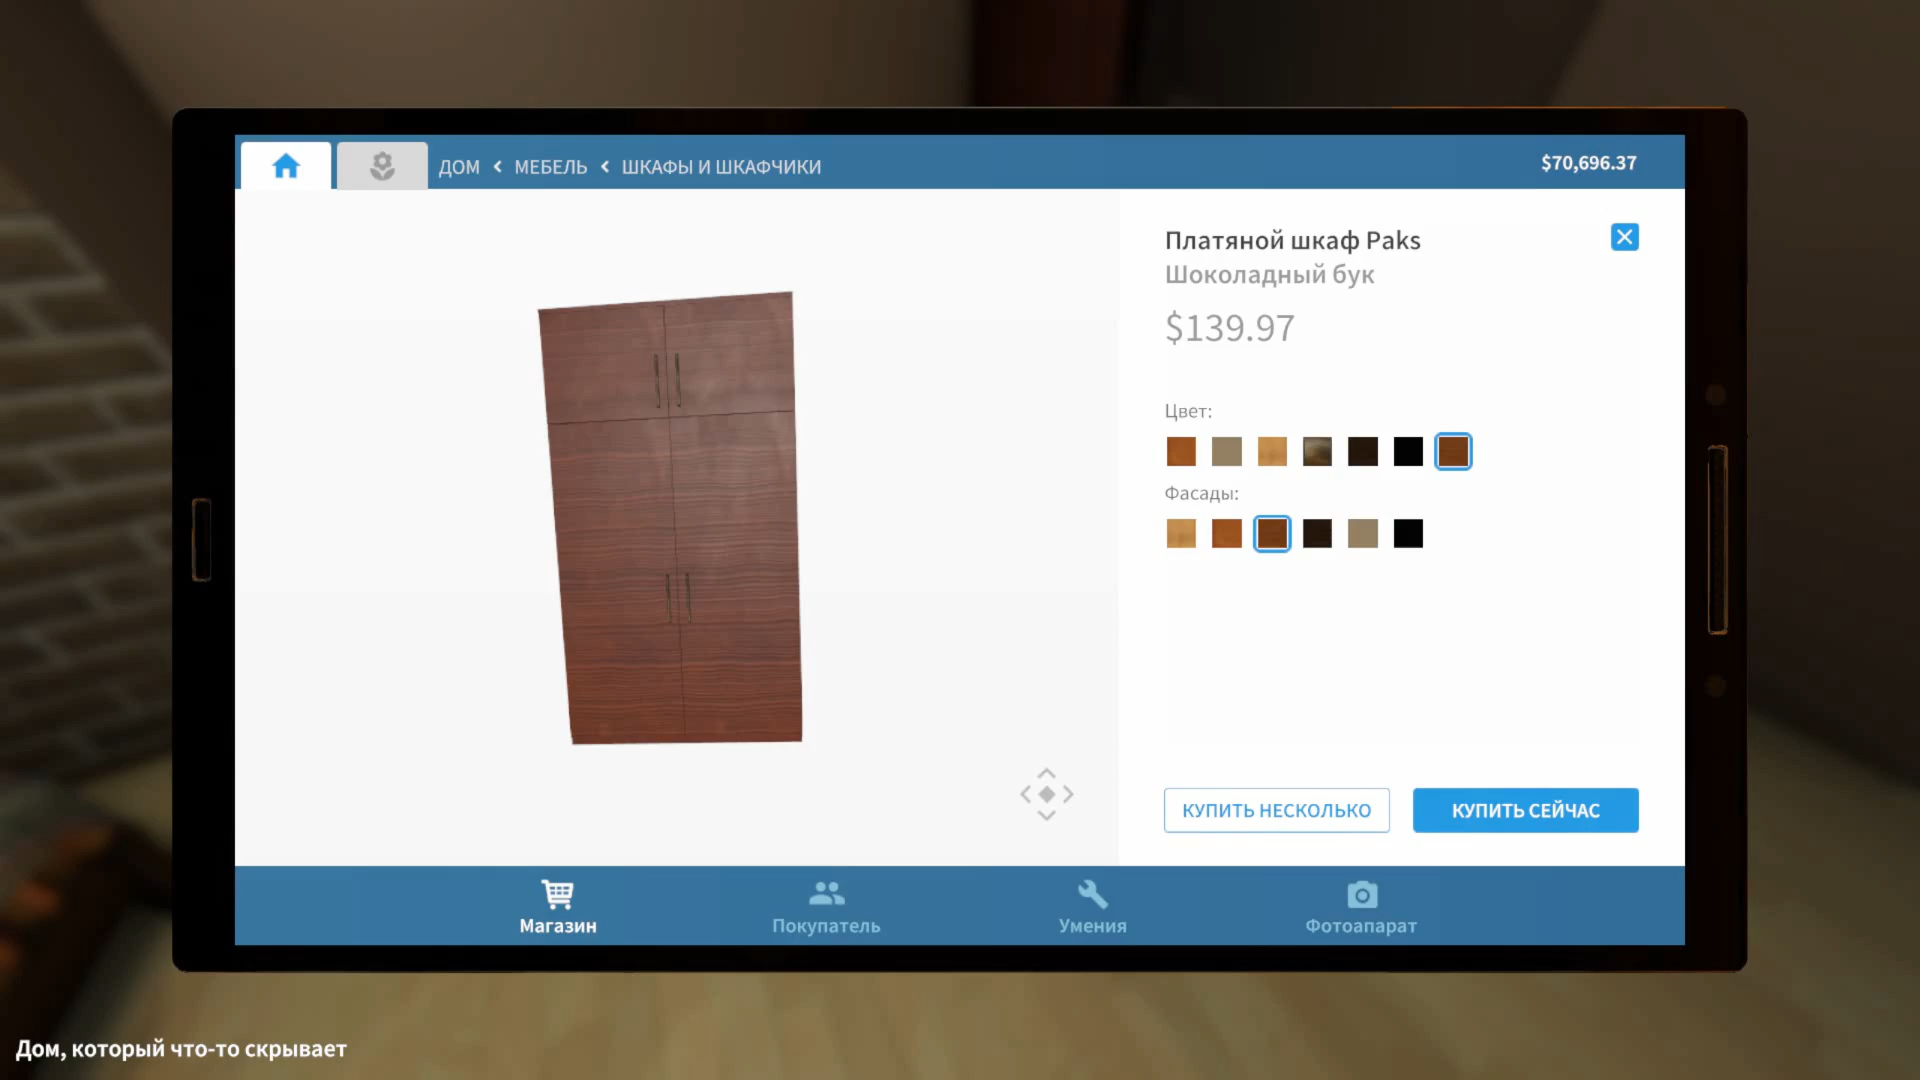 ДОМ < МЕБЕЛЬ < ШКАФЫ И ШКАФЧИКИ
$70,696.37
Платяной шкаф Paks
Шоколадный бук
$139.97
Цвет:
Фасады:
КУПИТЬ НЕСКОЛЬКО
КУПИТЬ СЕЙЧАС
Магазин
Покупатель
Умения
Фотоапарат
Дом, который что-то скрывает